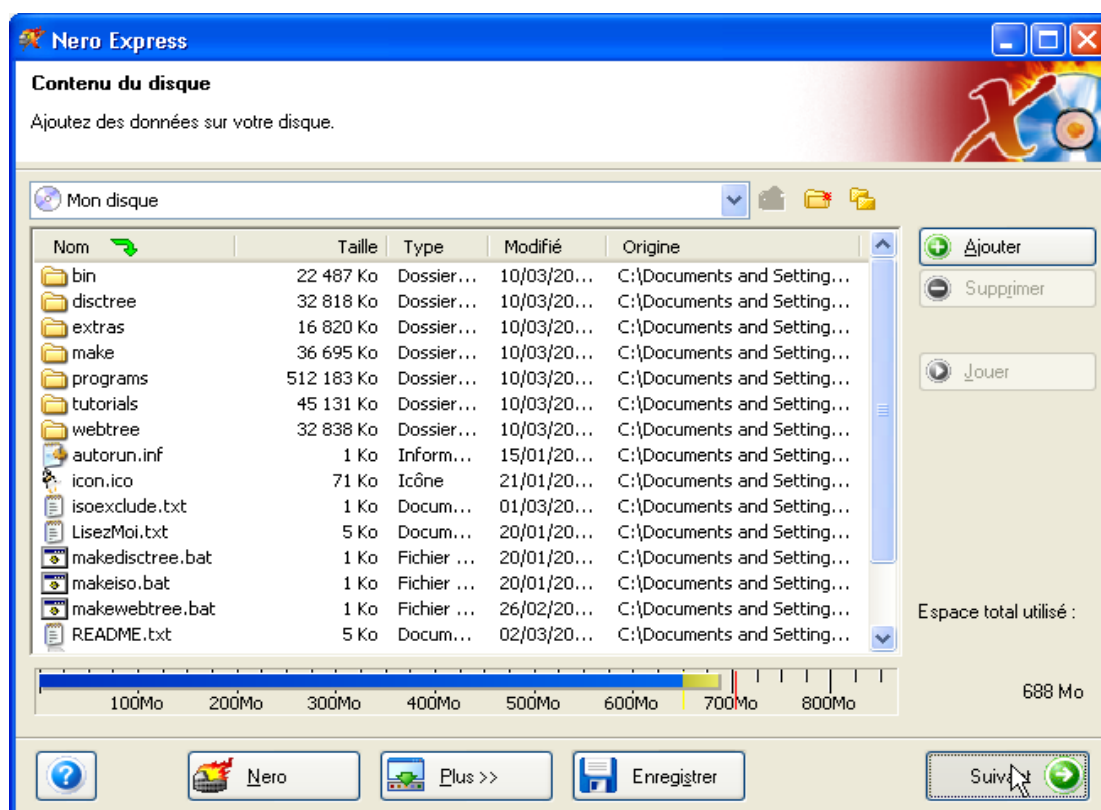 Nero Express
Contenu du disque
Ajoutez des données sur votre disque.
Mon disque
Nom Taille Type Modifié Origine
bin 22 487 Ko Dossier... 10/03/20... C:\Documents and Setting...
disctree 32 818 Ko Dossier... 10/03/20... C:\Documents and Setting...
extras 16 820 Ko Dossier... 10/03/20... C:\Documents and Setting...
make 36 695 Ko Dossier... 10/03/20... C:\Documents and Setting...
programs 512 183 Ko Dossier... 10/03/20... C:\Documents and Setting...
tutorials 45 131 Ko Dossier... 10/03/20... C:\Documents and Setting...
webtree 32 838 Ko Dossier... 10/03/20... C:\Documents and Setting...
autorun.inf 1 Ko Inform... 15/01/20... C:\Documents and Setting...
icon.ico 71 Ko Icône 21/01/20... C:\Documents and Setting...
isoexclude.txt 1 Ko Docum... 01/03/20... C:\Documents and Setting...
LisezMoi.txt 5 Ko Docum... 20/01/20... C:\Documents and Setting...
makedisctree.bat 1 Ko Fichier ... 20/01/20... C:\Documents and Setting...
makeiso.bat 1 Ko Fichier ... 20/01/20... C:\Documents and Setting...
makewebtree.bat 1 Ko Fichier ... 26/02/20... C:\Documents and Setting...
README.txt 5 Ko Docum... 02/03/20... C:\Documents and Setting...
Ajouter
Supprimer
Jouer
Espace total utilisé :
688 Mo
100Mo 200Mo 300Mo 400Mo 500Mo 600Mo 700Mo 800Mo
Nero Plus >> Enregistrer Suivant